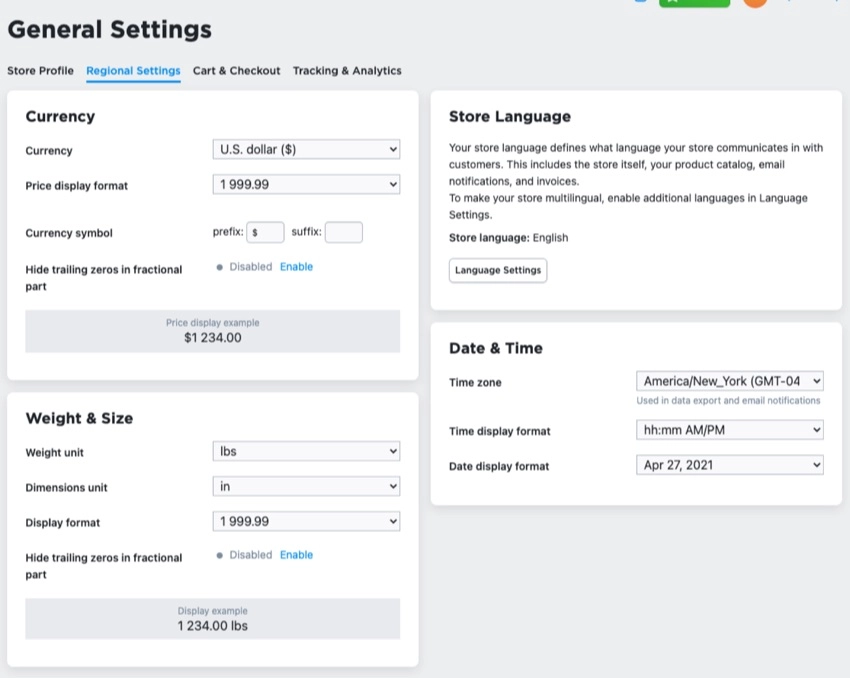 General Settings
Store Profile Regional Settings Cart & Checkout Tracking & Analytics
Currency
Currency U.S. dollar ($)
Price display format 1 999.99
Currency symbol prefix: $ suffix:
Hide trailing zeros in fractional
part
Disabled Enable
Price display example
$1 234.00
Weight & Size
Weight unit lbs
Dimensions unit in
Display format 1 999.99
Hide trailing zeros in fractional
part
Disabled Enable
Display example
1 234.00 lbs
Store Language
Your store language defines what language your store communicates in with
customers. This includes the store itself, your product catalog, email
notifications, and invoices.
To make your store multilingual, enable additional languages in Language
Settings.
Store language: English
Language Settings
Date & Time
Time zone America/New_York (GMT-04
Used in data export and email notifications
Time display format hh:mm AM/PM
Date display format Apr 27, 2021